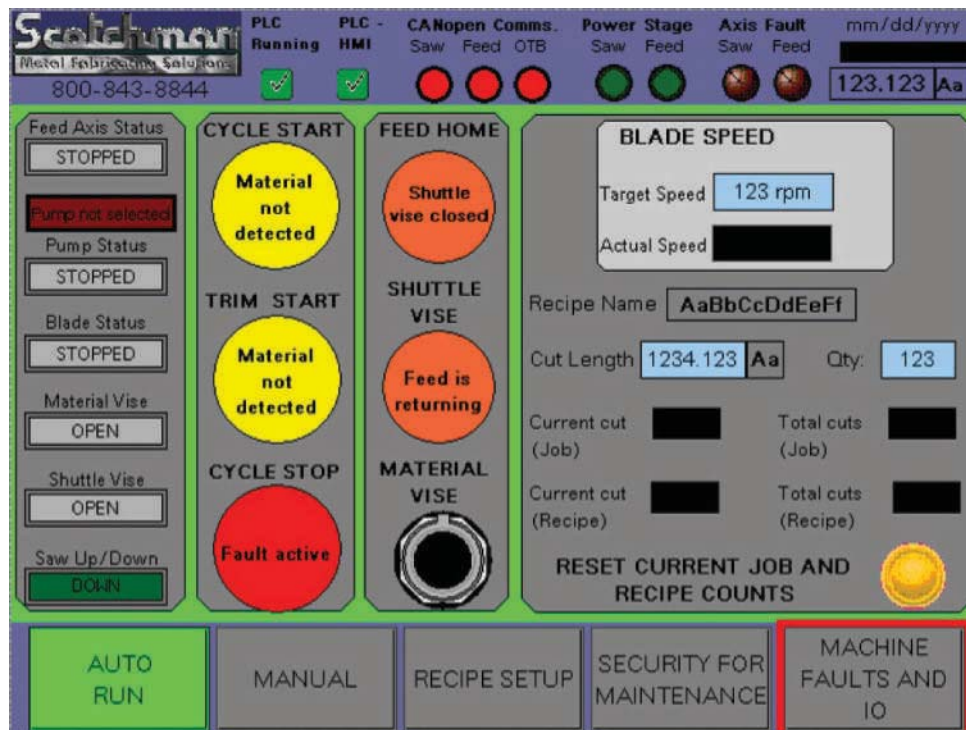 Scotchman
Metal Fabricating Solutions
800-843-8844
PLC
Running
PLC -
HMI
CANopen Comms.
Saw Feed OTB
Power Stage
Saw Feed
Axis Fault
Saw Feed
mm/dd/yyyy
123.123 Aa
Feed Axis Status
STOPPED
Pump not selected
Pump Status
STOPPED
Blade Status
STOPPED
Material Vise
OPEN
Shuttle Vise
OPEN
Saw Up/Down
DOWN
CYCLE START
Material
not
detected
TRIM START
Material
not
detected
CYCLE STOP
Fault active
FEED HOME
Shuttle
vise closed
SHUTTLE
VISE
Feed is
returning
MATERIAL
VISE
BLADE SPEED
Target Speed 123 rpm
Actual Speed
Recipe Name AaBbCcDdEeFf
Cut Length 1234.123 Aa Qty: 123
Current cut
(Job)
Total cuts
(Job)
Current cut
(Recipe)
Total cuts
(Recipe)
RESET CURRENT JOB AND
RECIPE COUNTS
AUTO
RUN
MANUAL
RECIPE SETUP
SECURITY FOR
MAINTENANCE
MACHINE
FAULTS AND
IO